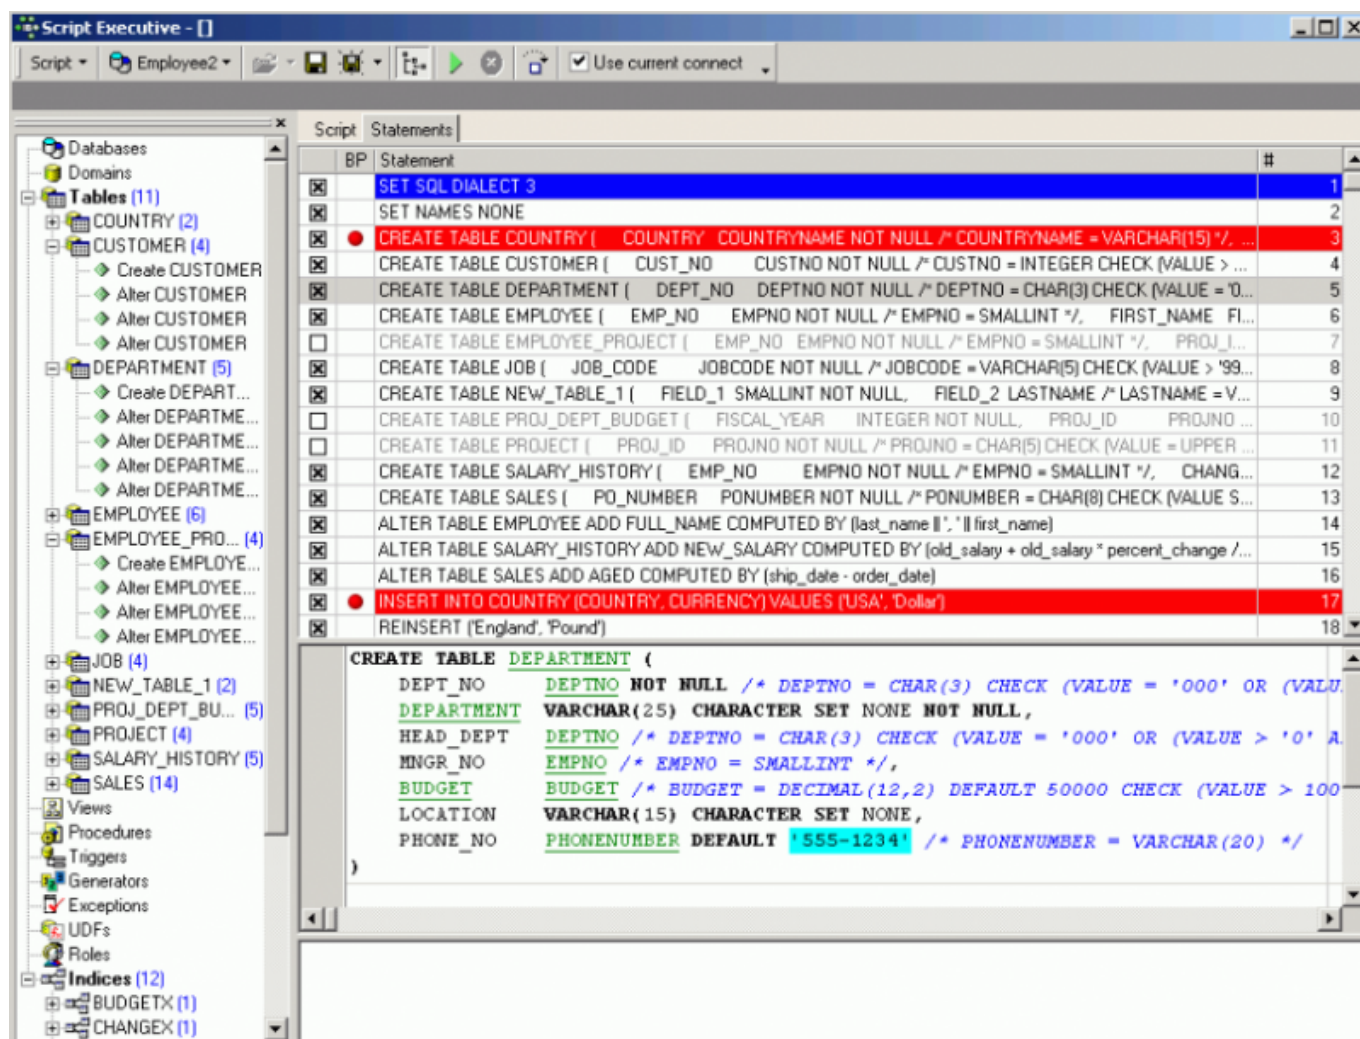 Script Executive - []
Script Employee2 Use current connect
Databases
Domains
Tables (11)
COUNTRY (2)
CUSTOMER (4)
Create CUSTOMER
Alter CUSTOMER
Alter CUSTOMER
Alter CUSTOMER
DEPARTMENT (5)
Create DEPART...
Alter DEPARTME...
Alter DEPARTME...
Alter DEPARTME...
Alter DEPARTME...
EMPLOYEE (6)
EMPLOYEE_PRO... (4)
Create EMPLOYE...
Alter EMPLOYEE...
Alter EMPLOYEE...
Alter EMPLOYEE...
JOB (4)
NEW_TABLE_1 (2)
PROJ_DEPT_BU... (5)
PROJECT (4)
SALARY_HISTORY (5)
SALES (14)
Views
Procedures
Triggers
Generators
Exceptions
UDFs
Roles
Indices (12)
BUDGETX (1)
CHANGEX (1)
Script Statements
BP Statement #
SET SQL DIALECT 3 1
SET NAMES NONE 2
CREATE TABLE COUNTRY ( COUNTRY COUNTRYNAME NOT NULL /* COUNTRYNAME = VARCHAR(15) */, ... 3
CREATE TABLE CUSTOMER ( CUST_NO CUSTNO NOT NULL /* CUSTNO = INTEGER CHECK (VALUE > ... 4
CREATE TABLE DEPARTMENT ( DEPT_NO DEPTNO NOT NULL /* DEPTNO = CHAR(3) CHECK (VALUE = '0... 5
CREATE TABLE EMPLOYEE ( EMP_NO EMPNO NOT NULL /* EMPNO = SMALLINT */, FIRST_NAME FI... 6
CREATE TABLE EMPLOYEE_PROJECT ( EMP_NO EMPNO NOT NULL /* EMPNO = SMALLINT */, PROJ_I... 7
CREATE TABLE JOB ( JOB_CODE JOBCODE NOT NULL /* JOBCODE = VARCHAR(5) CHECK (VALUE > '99... 8
CREATE TABLE NEW_TABLE_1 ( FIELD_1 SMALLINT NOT NULL, FIELD_2 LASTNAME /* LASTNAME = V... 9
CREATE TABLE PROJ_DEPT_BUDGET ( FISCAL_YEAR INTEGER NOT NULL, PROJ_ID PROJNO ... 10
CREATE TABLE PROJECT ( PROJ_ID PROJNO NOT NULL /* PROJNO = CHAR(5) CHECK (VALUE = UPPER ... 11
CREATE TABLE SALARY_HISTORY ( EMP_NO EMPNO NOT NULL /* EMPNO = SMALLINT */, CHANG... 12
CREATE TABLE SALES ( PO_NUMBER PONUMBER NOT NULL /* PONUMBER = CHAR(8) CHECK (VALUE S... 13
ALTER TABLE EMPLOYEE ADD FULL_NAME COMPUTED BY (last_name || ', ' || first_name) 14
ALTER TABLE SALARY_HISTORY ADD NEW_SALARY COMPUTED BY (old_salary + old_salary * percent_change /... 15
ALTER TABLE SALES ADD AGED COMPUTED BY (ship_date - order_date) 16
INSERT INTO COUNTRY (COUNTRY, CURRENCY) VALUES ('USA', 'Dollar') 17
REINSERT ('England', 'Pound') 18
CREATE TABLE DEPARTMENT (
DEPT_NO DEPTNO NOT NULL /* DEPTNO = CHAR(3) CHECK (VALUE = '000' OR (VALU
DEPARTMENT VARCHAR(25) CHARACTER SET NONE NOT NULL,
HEAD_DEPT DEPTNO /* DEPTNO = CHAR(3) CHECK (VALUE = '000' OR (VALUE > '0' A
MNGR_NO EMPNO /* EMPNO = SMALLINT */,
BUDGET BUDGET /* BUDGET = DECIMAL(12,2) DEFAULT 50000 CHECK (VALUE > 100
LOCATION VARCHAR(15) CHARACTER SET NONE,
PHONE_NO PHONENUMBER DEFAULT '555-1234' /* PHONENUMBER = VARCHAR(20) */
)